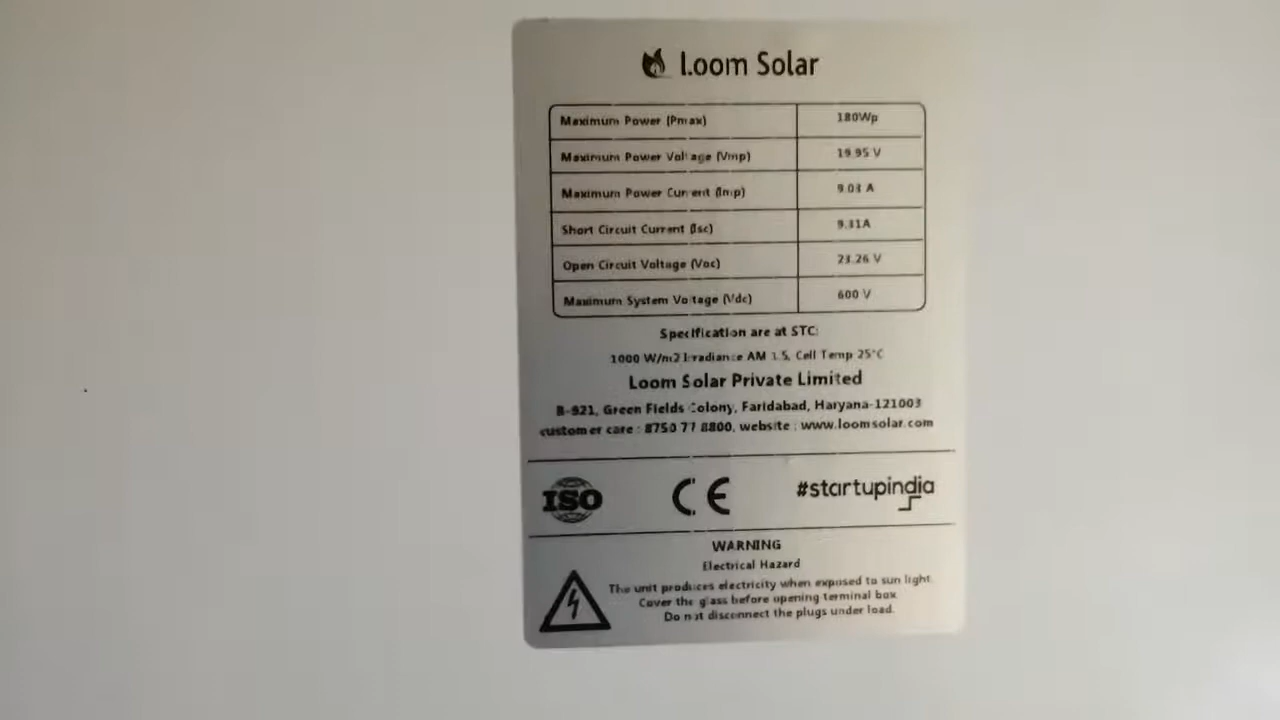 Loom Solar
Maximum Power (Pmax) 180Wp
Maximum Power Voltage (Vmp) 19.95 V
Maximum Power Current (Imp) 9.03 A
Short Circuit Current (Isc) 9.31A
Open Circuit Voltage (Voc) 23.26 V
Maximum System Voltage (Vdc) 600 V
Specification are at STC:
1000 W/m2 Irradiance AM 1.5, Cell Temp 25°C
Loom Solar Private Limited
B-921, Green Fields Colony, Faridabad, Haryana-121003
customer care : 8750 77 8800, website : www.loomsolar.com
ISO CE #startupindia
WARNING
Electrical Hazard
The unit produces electricity when exposed to sun light.
Cover the glass before opening terminal box
Do not disconnect the plugs under load.